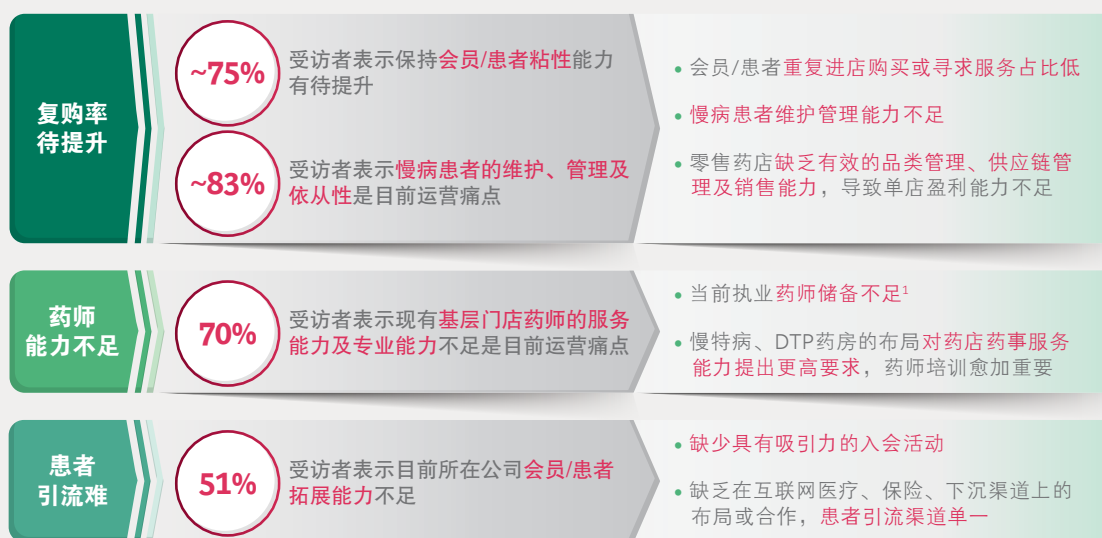 复购率
待提升
~75%
受访者表示保持会员/患者粘性能力
有待提升
~83%
受访者表示慢病患者的维护、管理及
依从性是目前运营痛点
• 会员/患者重复进店购买或寻求服务占比低
• 慢病患者维护管理能力不足
• 零售药店缺乏有效的品类管理、供应链管
理及销售能力，导致单店盈利能力不足
药师
能力不足
70%
受访者表示现有基层门店药师的服务
能力及专业能力不足是目前运营痛点
• 当前执业药师储备不足¹
• 慢特病、DTP药房的布局对药店药事服务
能力提出更高要求，药师培训愈加重要
患者
引流难
51%
受访者表示目前所在公司会员/患者
拓展能力不足
• 缺少具有吸引力的入会活动
• 缺乏在互联网医疗、保险、下沉渠道上的
布局或合作，患者引流渠道单一